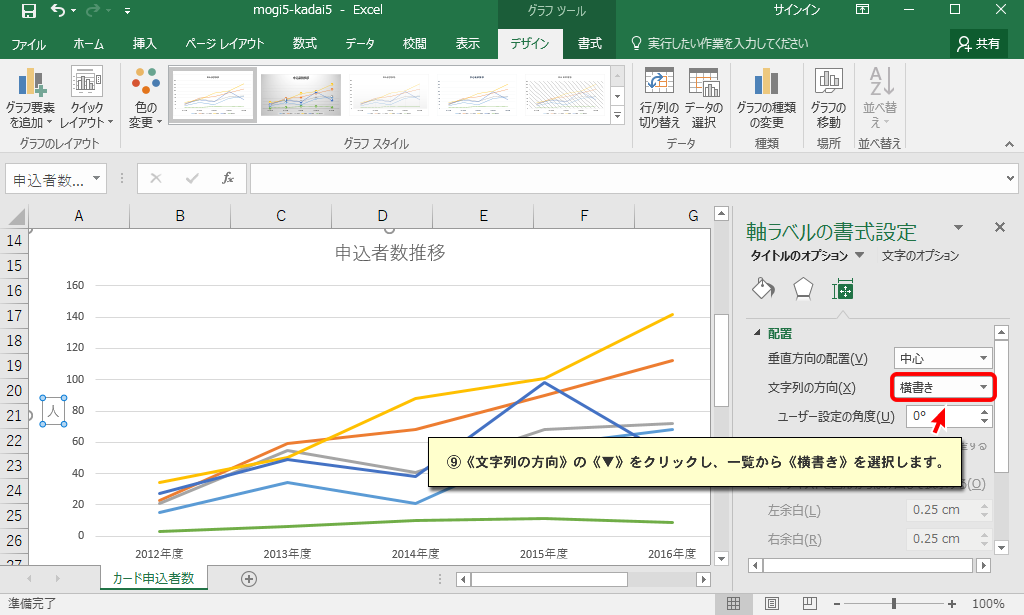 mogi5-kadai5 - Excel
グラフ ツール
サインイン
ファイル ホーム 挿入 ページ レイアウト 数式 データ 校閲 表示 デザイン 書式 実行したい作業を入力してください 共有
グラフ要素を追加
クイックレイアウト
色の変更
行/列の切り替え
データの選択
グラフの種類の変更
グラフの移動
並べ替え
グラフのレイアウト グラフ スタイル データ 種類 場所 並べ替え
申込者数... fx
A B C D E F G
14
15
16
17
18
19
20
21
22
23
24
25
26
27
申込者数推移
160
140
120
100
80
60
40
20
0
人
2012年度 2013年度 2014年度 2015年度 2016年度
軸ラベルの書式設定
タイトルのオプション 文字のオプション
配置
垂直方向の配置(V) 中心
文字列の方向(X) 横書き
ユーザー設定の角度(U) 0°
⑨《文字列の方向》の《▼》をクリックし、一覧から《横書き》を選択します。
左余白(L) 0.25 cm
右余白(R) 0.25 cm
カード申込者数
準備完了
100%